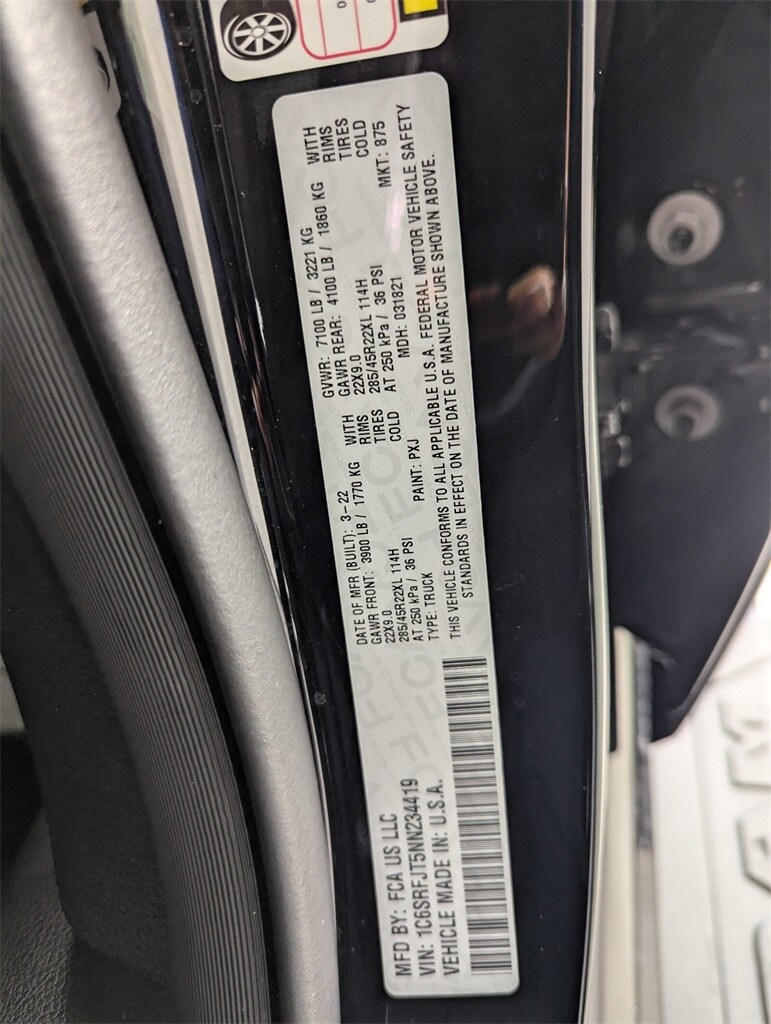 MFD BY: FCA US LLC
VIN: 1C6SRFJT5NN234419
VEHICLE MADE IN: U.S.A.
DATE OF MFR (BUILT): 3-22 GVWR: 7100 LB / 3221 KG
GAWR FRONT: 3900 LB / 1770 KG WITH GAWR REAR: 4100 LB / 1860 KG WITH
22X9.0 RIMS 22X9.0 RIMS
285/45R22XL 114H TIRES 285/45R22XL 114H TIRES
AT 250 kPa / 36 PSI COLD AT 250 kPa / 36 PSI COLD
TYPE: TRUCK PAINT: PXJ MDH: 031821 MKT: 875
THIS VEHICLE CONFORMS TO ALL APPLICABLE U.S.A. FEDERAL MOTOR VEHICLE SAFETY
STANDARDS IN EFFECT ON THE DATE OF MANUFACTURE SHOWN ABOVE.